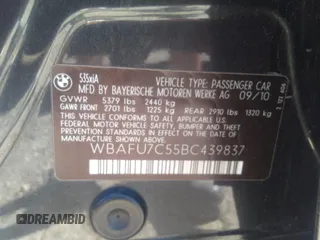 BMW
535xiA
VEHICLE TYPE: PASSENGER CAR
MFD BY BAYERISCHE MOTOREN WERKE AG 09/10
GVWR 5379 lbs 2440 kg
GAWR FRONT 2701 lbs 1225 kg REAR 2910 lbs 1320 kg
THIS VEHICLE CONFORMS TO ALL APPLICABLE FEDERAL MOTOR VEHICLE
SAFETY, BUMPER AND THEFT PREVENTION STANDARDS IN EFFECT ON THE DATE
OF MANUFACTURE SHOWN ABOVE
WBAFU7C55BC439837
DREAMBID